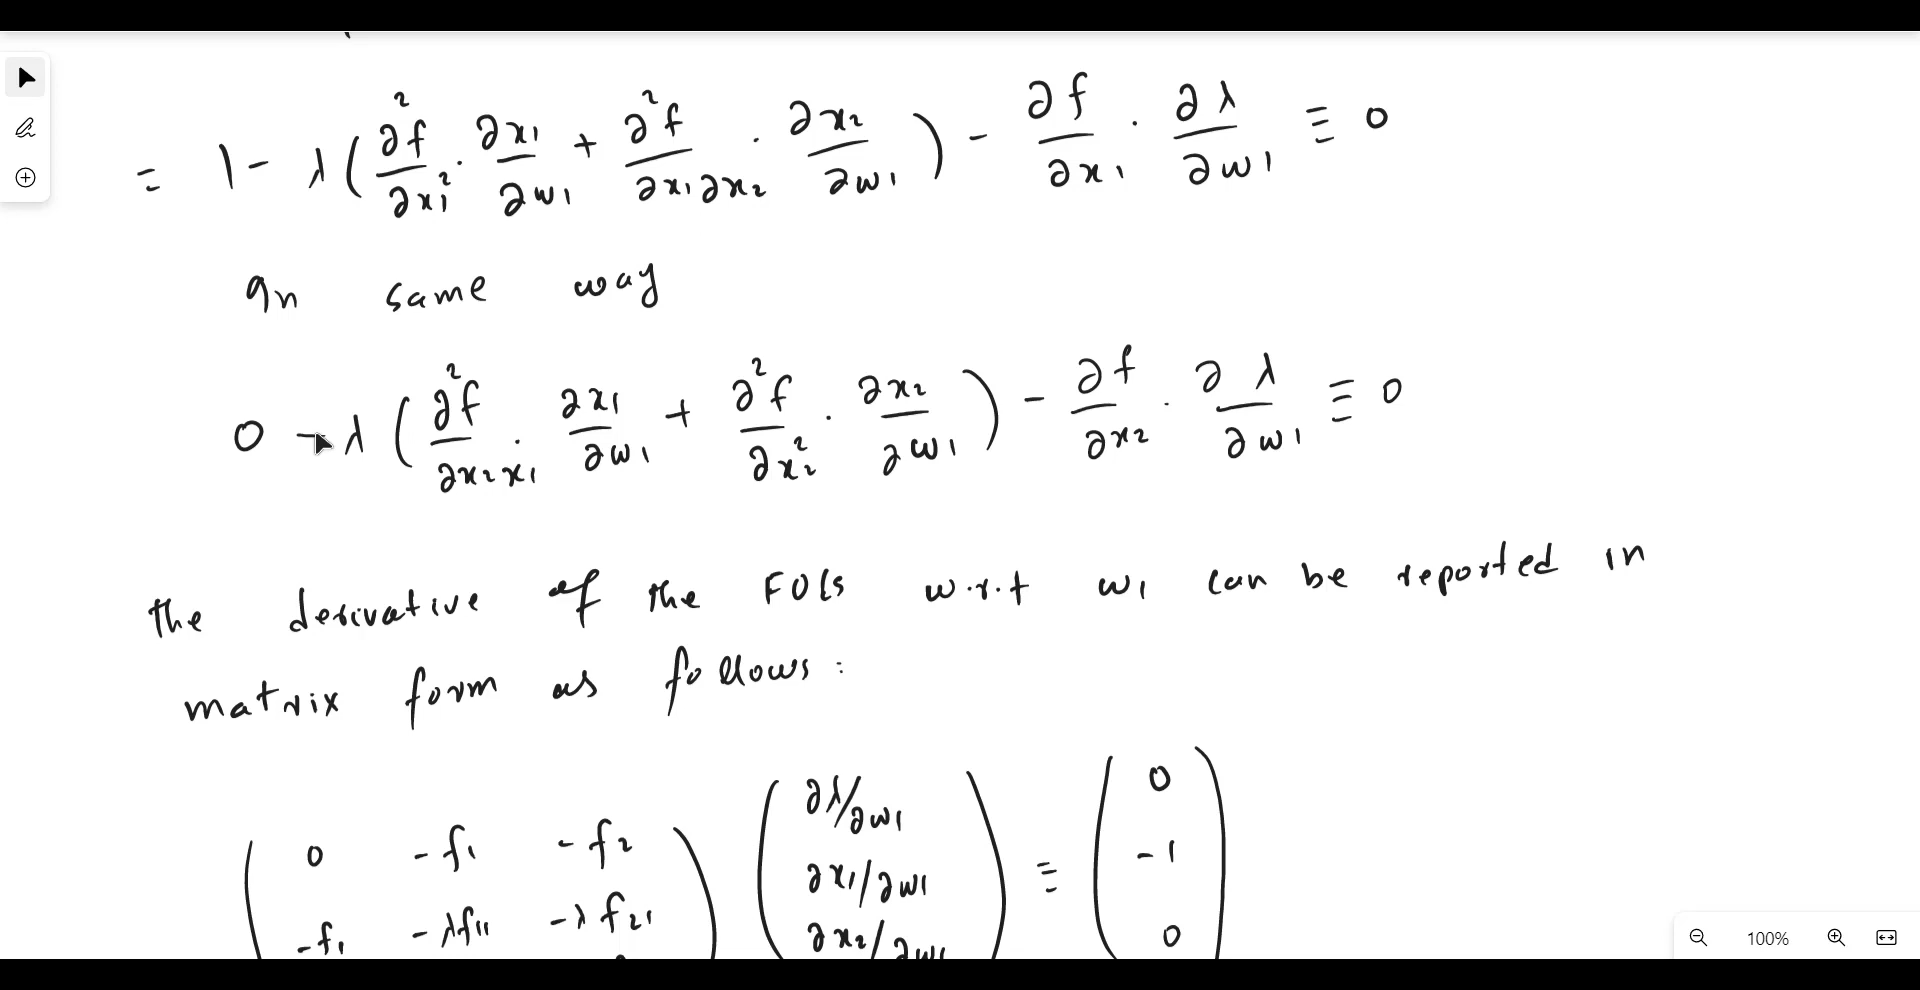 = 1 - λ ( ∂²f/∂x₁² · ∂x₁/∂w₁ + ∂²f/∂x₁∂x₂ · ∂x₂/∂w₁ ) - ∂f/∂x₁ · ∂λ/∂w₁ ≡ 0
In same way
0 - λ ( ∂²f/∂x₂x₁ · ∂x₁/∂w₁ + ∂²f/∂x₂² · ∂x₂/∂w₁ ) - ∂f/∂x₂ · ∂λ/∂w₁ ≡ 0
The derivative of the FOCs w.r.t w₁ can be reported in
matrix form as follows:
( 0 -f₁ -f₂ ) ( ∂λ/∂w₁ ) ≡ ( 0 )
( -f₁ -λf₁₁ -λf₂₁ ) ( ∂x₁/∂w₁ ) ( -1 )
( ∂x₂/∂w₁ ) ( 0 )
100%